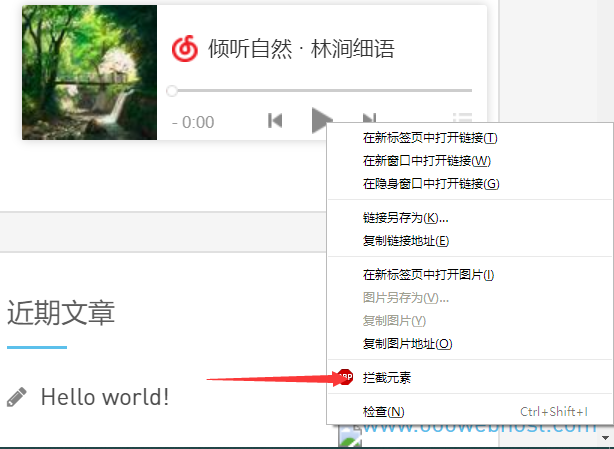 倾听自然 · 林涧细语
- 0:00
在新标签页中打开链接(T)
在新窗口中打开链接(W)
在隐身窗口中打开链接(G)
链接另存为(K)...
复制链接地址(E)
在新标签页中打开图片(I)
图片另存为(V)...
复制图片(Y)
复制图片地址(O)
ABP 拦截元素
检查(N) Ctrl+Shift+I
近期文章
Hello world!
www.000webhost.com